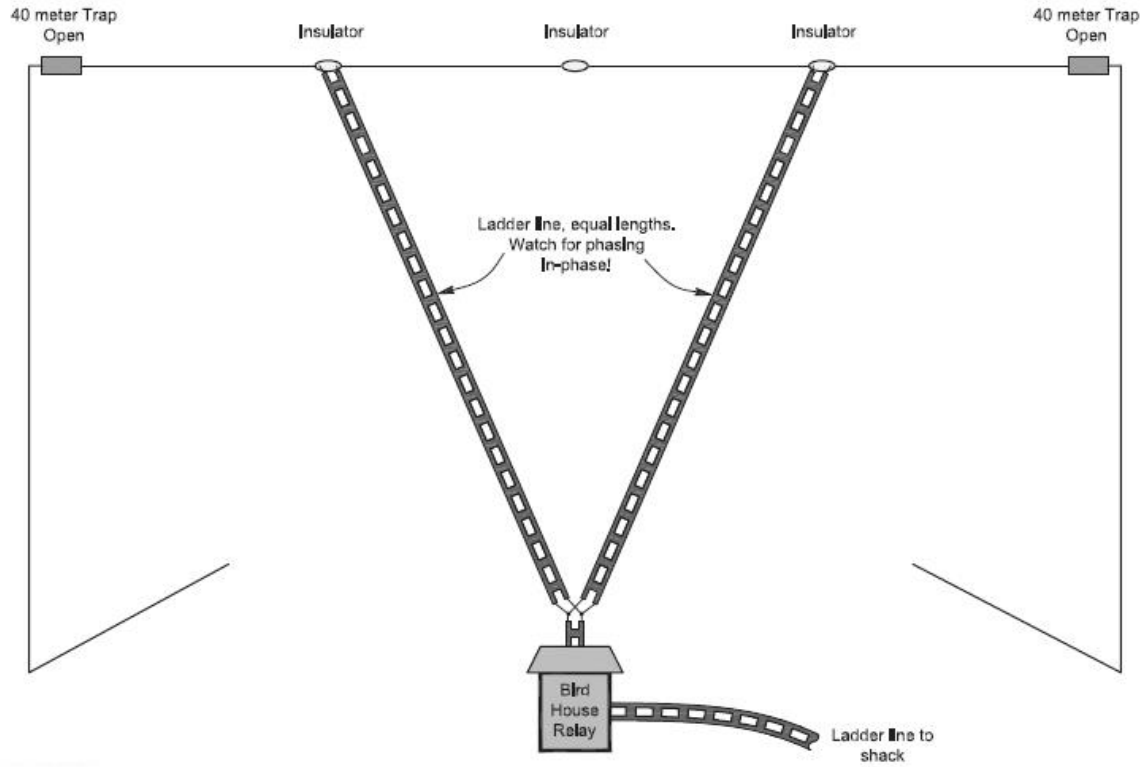 40 meter Trap
Open
Insulator
Insulator
Insulator
40 meter Trap
Open
Ladder line, equal lengths.
Watch for phasing
In-phase!
Bird
House
Relay
Ladder line to
shack